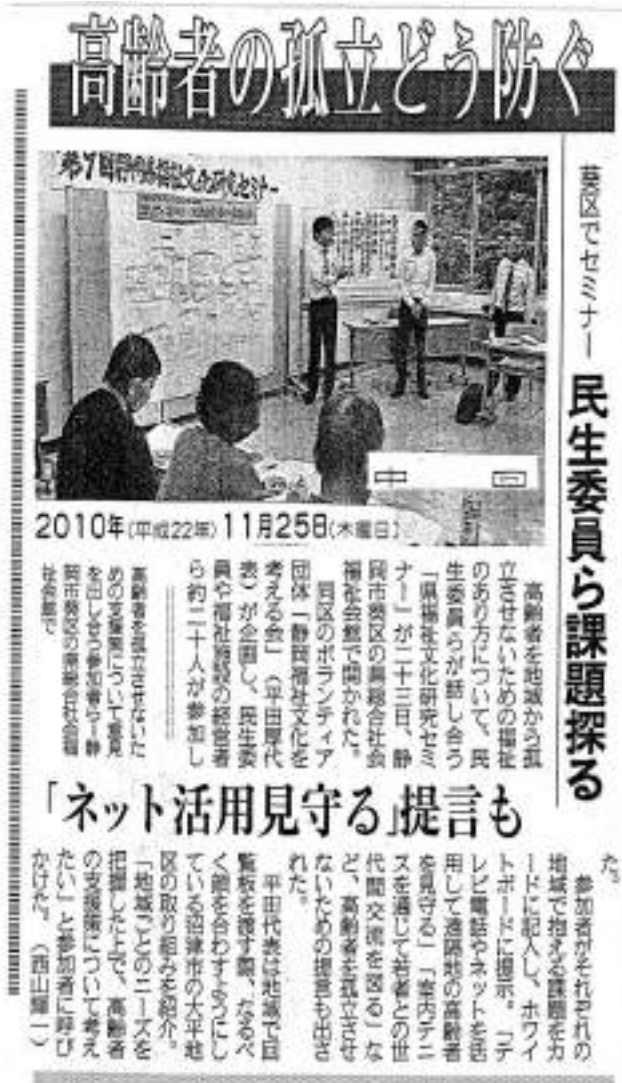 高齢者の孤立どう防ぐ
葵区でセミナー
民生委員ら課題探る
第7回静岡県福祉文化研究セミナー
2010年(平成22年)11月25日(木曜日)
高齢者を孤立させないた
めの支援策について意見
を出し合う参加者ら＝静
岡市葵区の県総合社会福
祉会館で
高齢者を地域から孤
立させないための福祉
のあり方について、民
生委員らが話し合う
「県福祉文化研究セミ
ナー」が二十三日、静
岡市葵区の県総合社会
福祉会館で開かれた。
同区のボランティア
団体「静岡福祉文化を
考える会」（平田厚代
表）が企画し、民生委
員や福祉施設の経営者
ら約二十人が参加し
「ネット活用見守る」提言も
た。
参加者がそれぞれの
地域で抱える課題をカ
ードに記入し、ホワイ
トボードに提示。「テ
レビ電話やネットを活
用して遠隔地の高齢者
を見守る」「室内テニ
スを通じて若者との世
代間交流を図る」な
ど、高齢者を孤立させ
ないための提言も出さ
れた。
平田代表は地域で回
覧板を渡す際、なるべ
く顔を合わすようにし
ている沼津市の大平地
区の取り組みを紹介。
「地域ごとのニーズを
把握した上で、高齢者
の支援策について考え
たい」と参加者に呼び
かけた。（西山輝一）